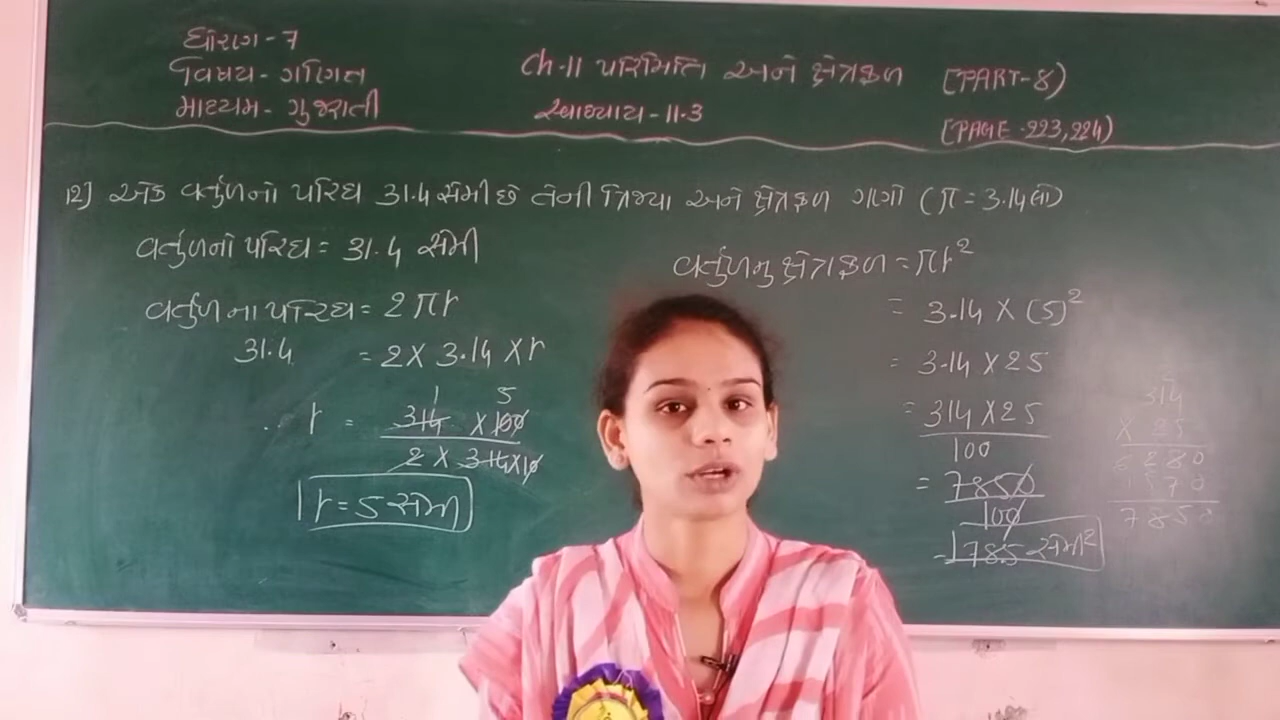 ધોરણ - 7
વિષય - ગણિત
માધ્યમ - ગુજરાતી
Ch-11 પરિમિતિ અને ક્ષેત્રફળ [PART-8)
સ્વાધ્યાય - 11.3
[PAGE-223,224)
12] એક વર્તુળનો પરિઘ 31.4 સેમી છે તેની ત્રિજ્યા અને ક્ષેત્રફળ ગણો (π = 3.14 લો)
વર્તુળનો પરિઘ = 31.4 સેમી
વર્તુળના પરિઘ = 2πr
31.4 = 2 × 3.14 × r
1 5
∴ r = 314 × 100
2 × 314 × 10
r = 5 સેમી
વર્તુળનુ ક્ષેત્રફળ = πr²
= 3.14 × (5)²
= 3.14 × 25
= 314 × 25
100
= 7850
100
= 78.5 સેમી²
314
× 25
6280
1570
7850